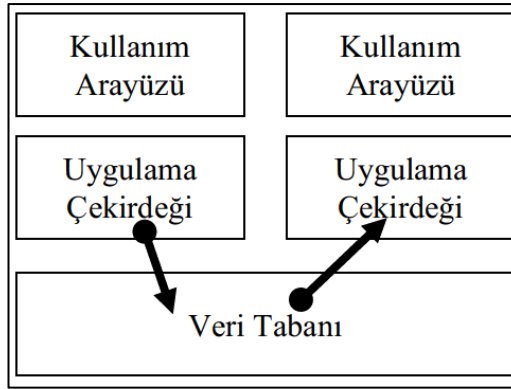 Kullanım
Arayüzü
Kullanım
Arayüzü
Uygulama
Çekirdeği
Uygulama
Çekirdeği
Veri Tabanı